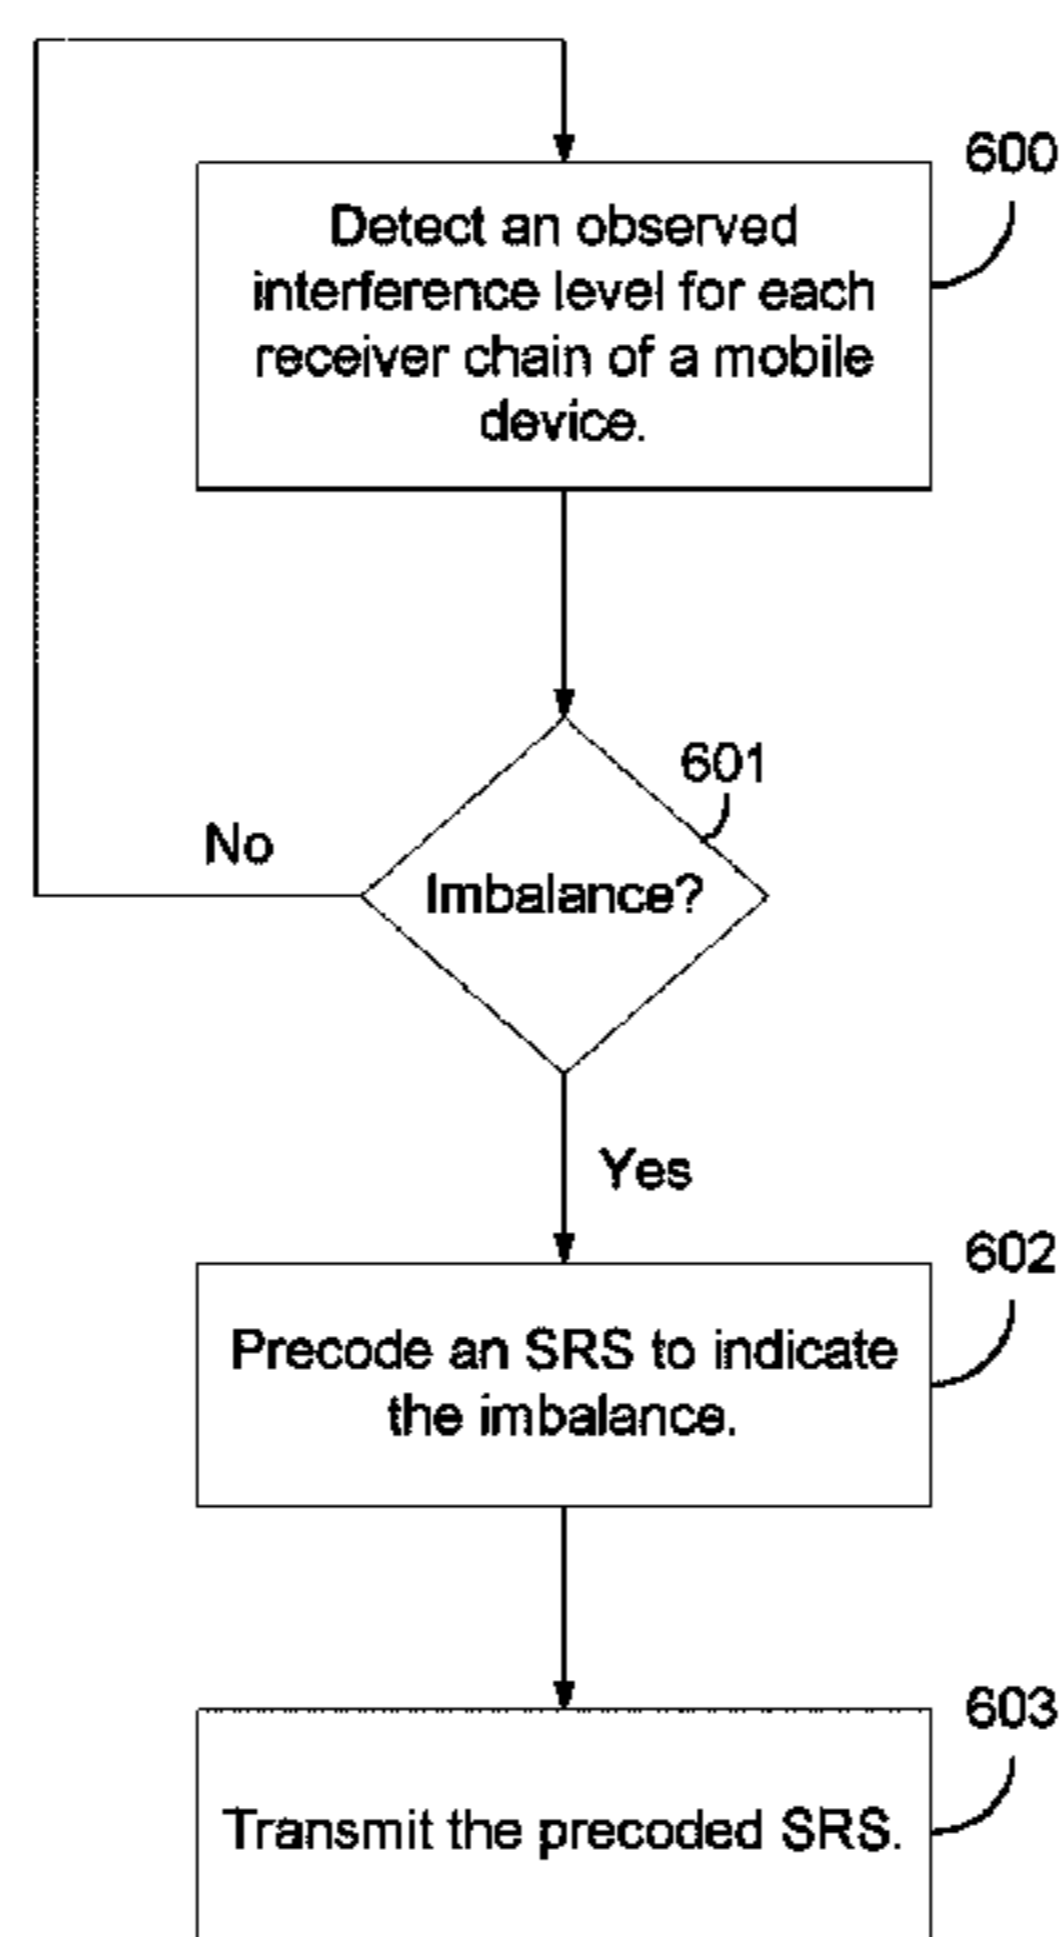 600
Detect an observed
interference level for each
receiver chain of a mobile
device.
601
No
Imbalance?
Yes
602
Precode an SRS to indicate
the imbalance.
603
Transmit the precoded SRS.